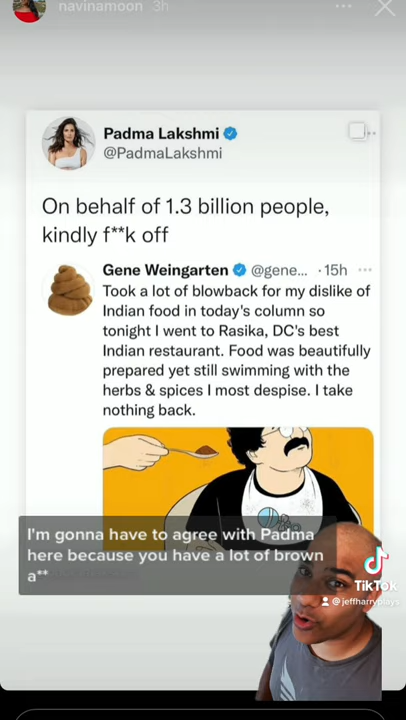 navinamoon 3h
Padma Lakshmi
@PadmaLakshmi
On behalf of 1.3 billion people,
kindly f**k off
Gene Weingarten @gene... · 15h
Took a lot of blowback for my dislike of
Indian food in today's column so
tonight I went to Rasika, DC's best
Indian restaurant. Food was beautifully
prepared yet still swimming with the
herbs & spices I most despise. I take
nothing back.
I'm gonna have to agree with Padma
here because you have a lot of brown
a**
TikTok
@jeffharryplays